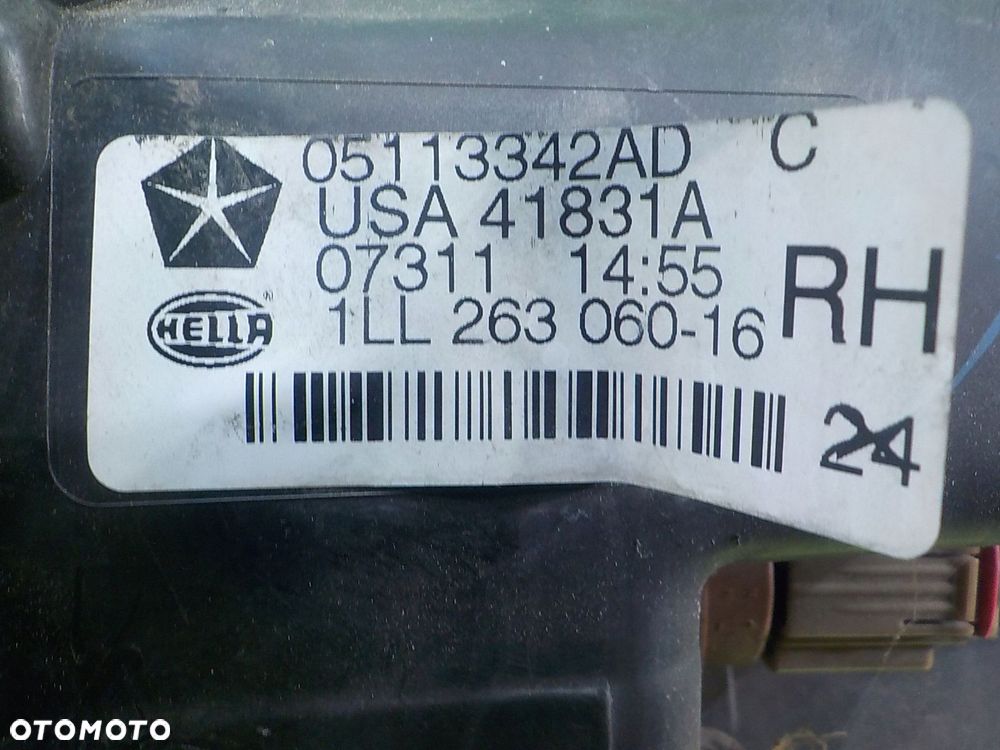 05113342AD C
USA 41831A
07311 14:55
RH
HELLA ®
1LL 263 060-16
24
OTOMOTO